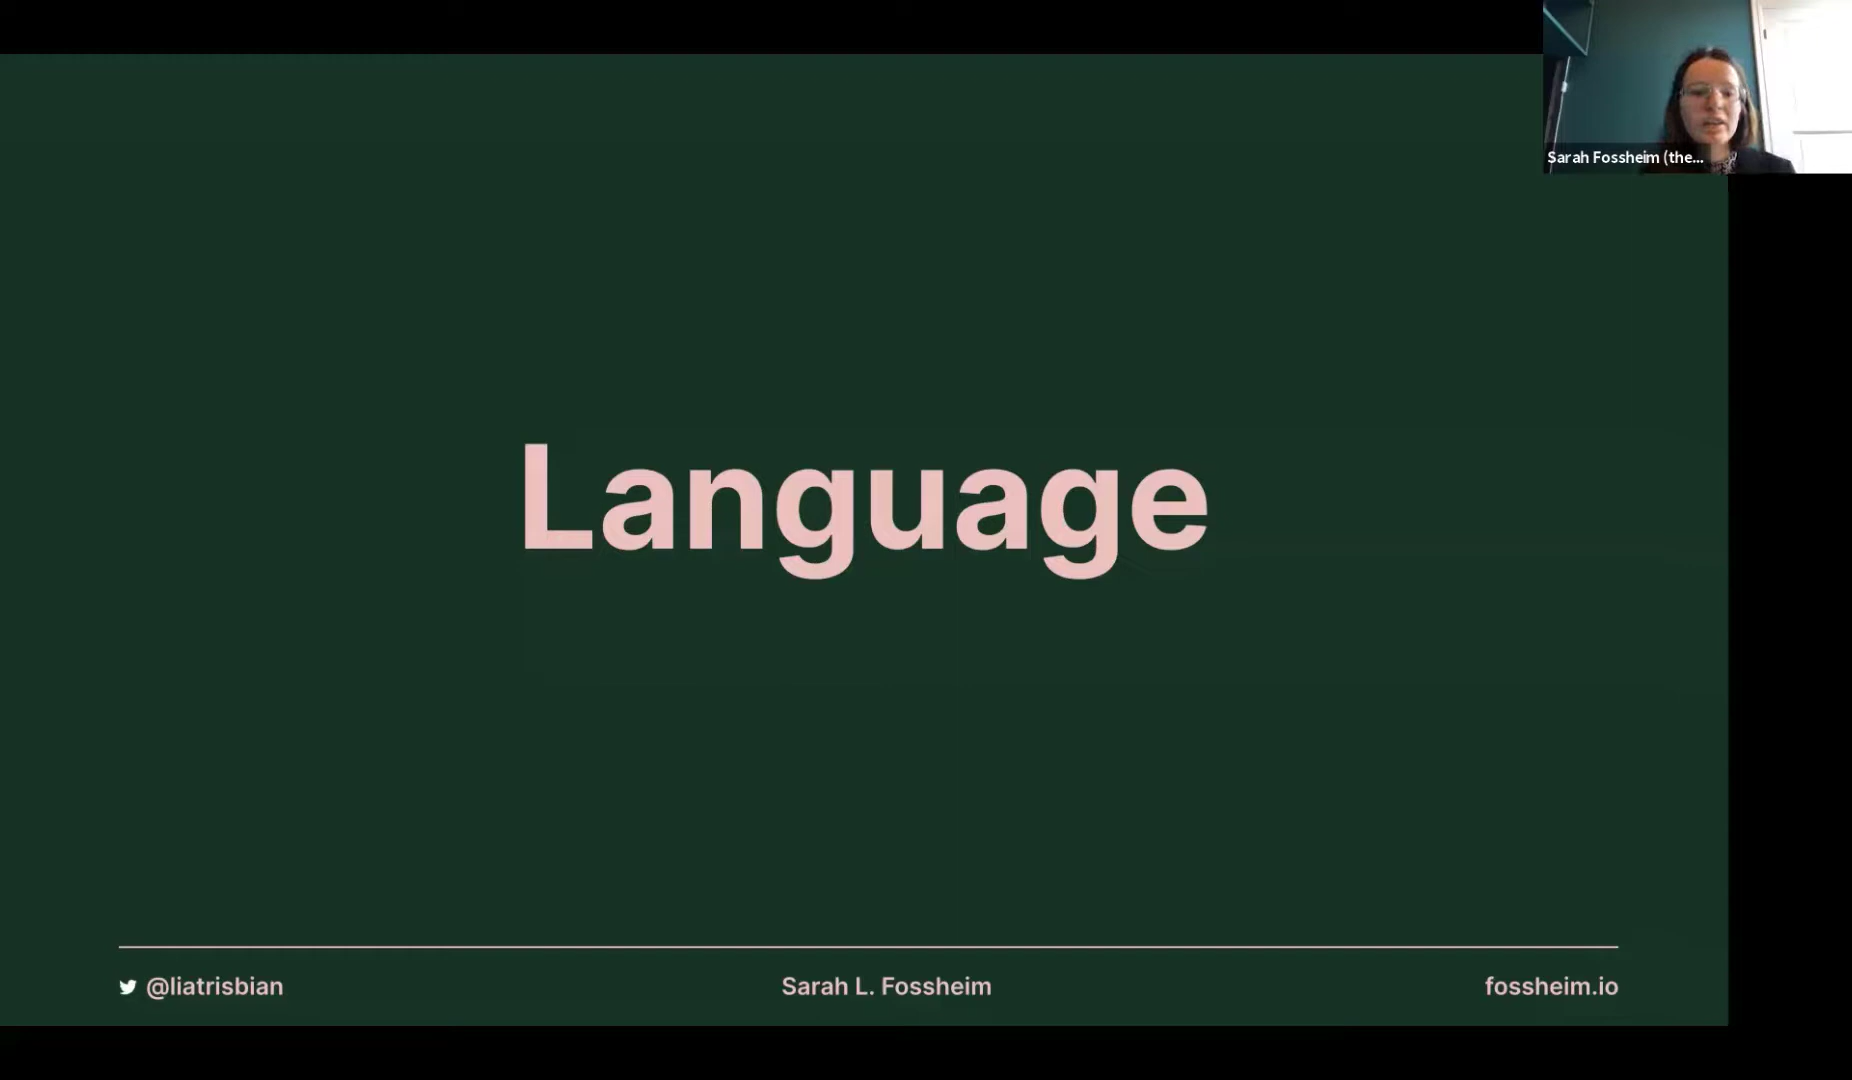 Sarah Fossheim (the...
Language
@liatrisbian
Sarah L. Fossheim
fossheim.io